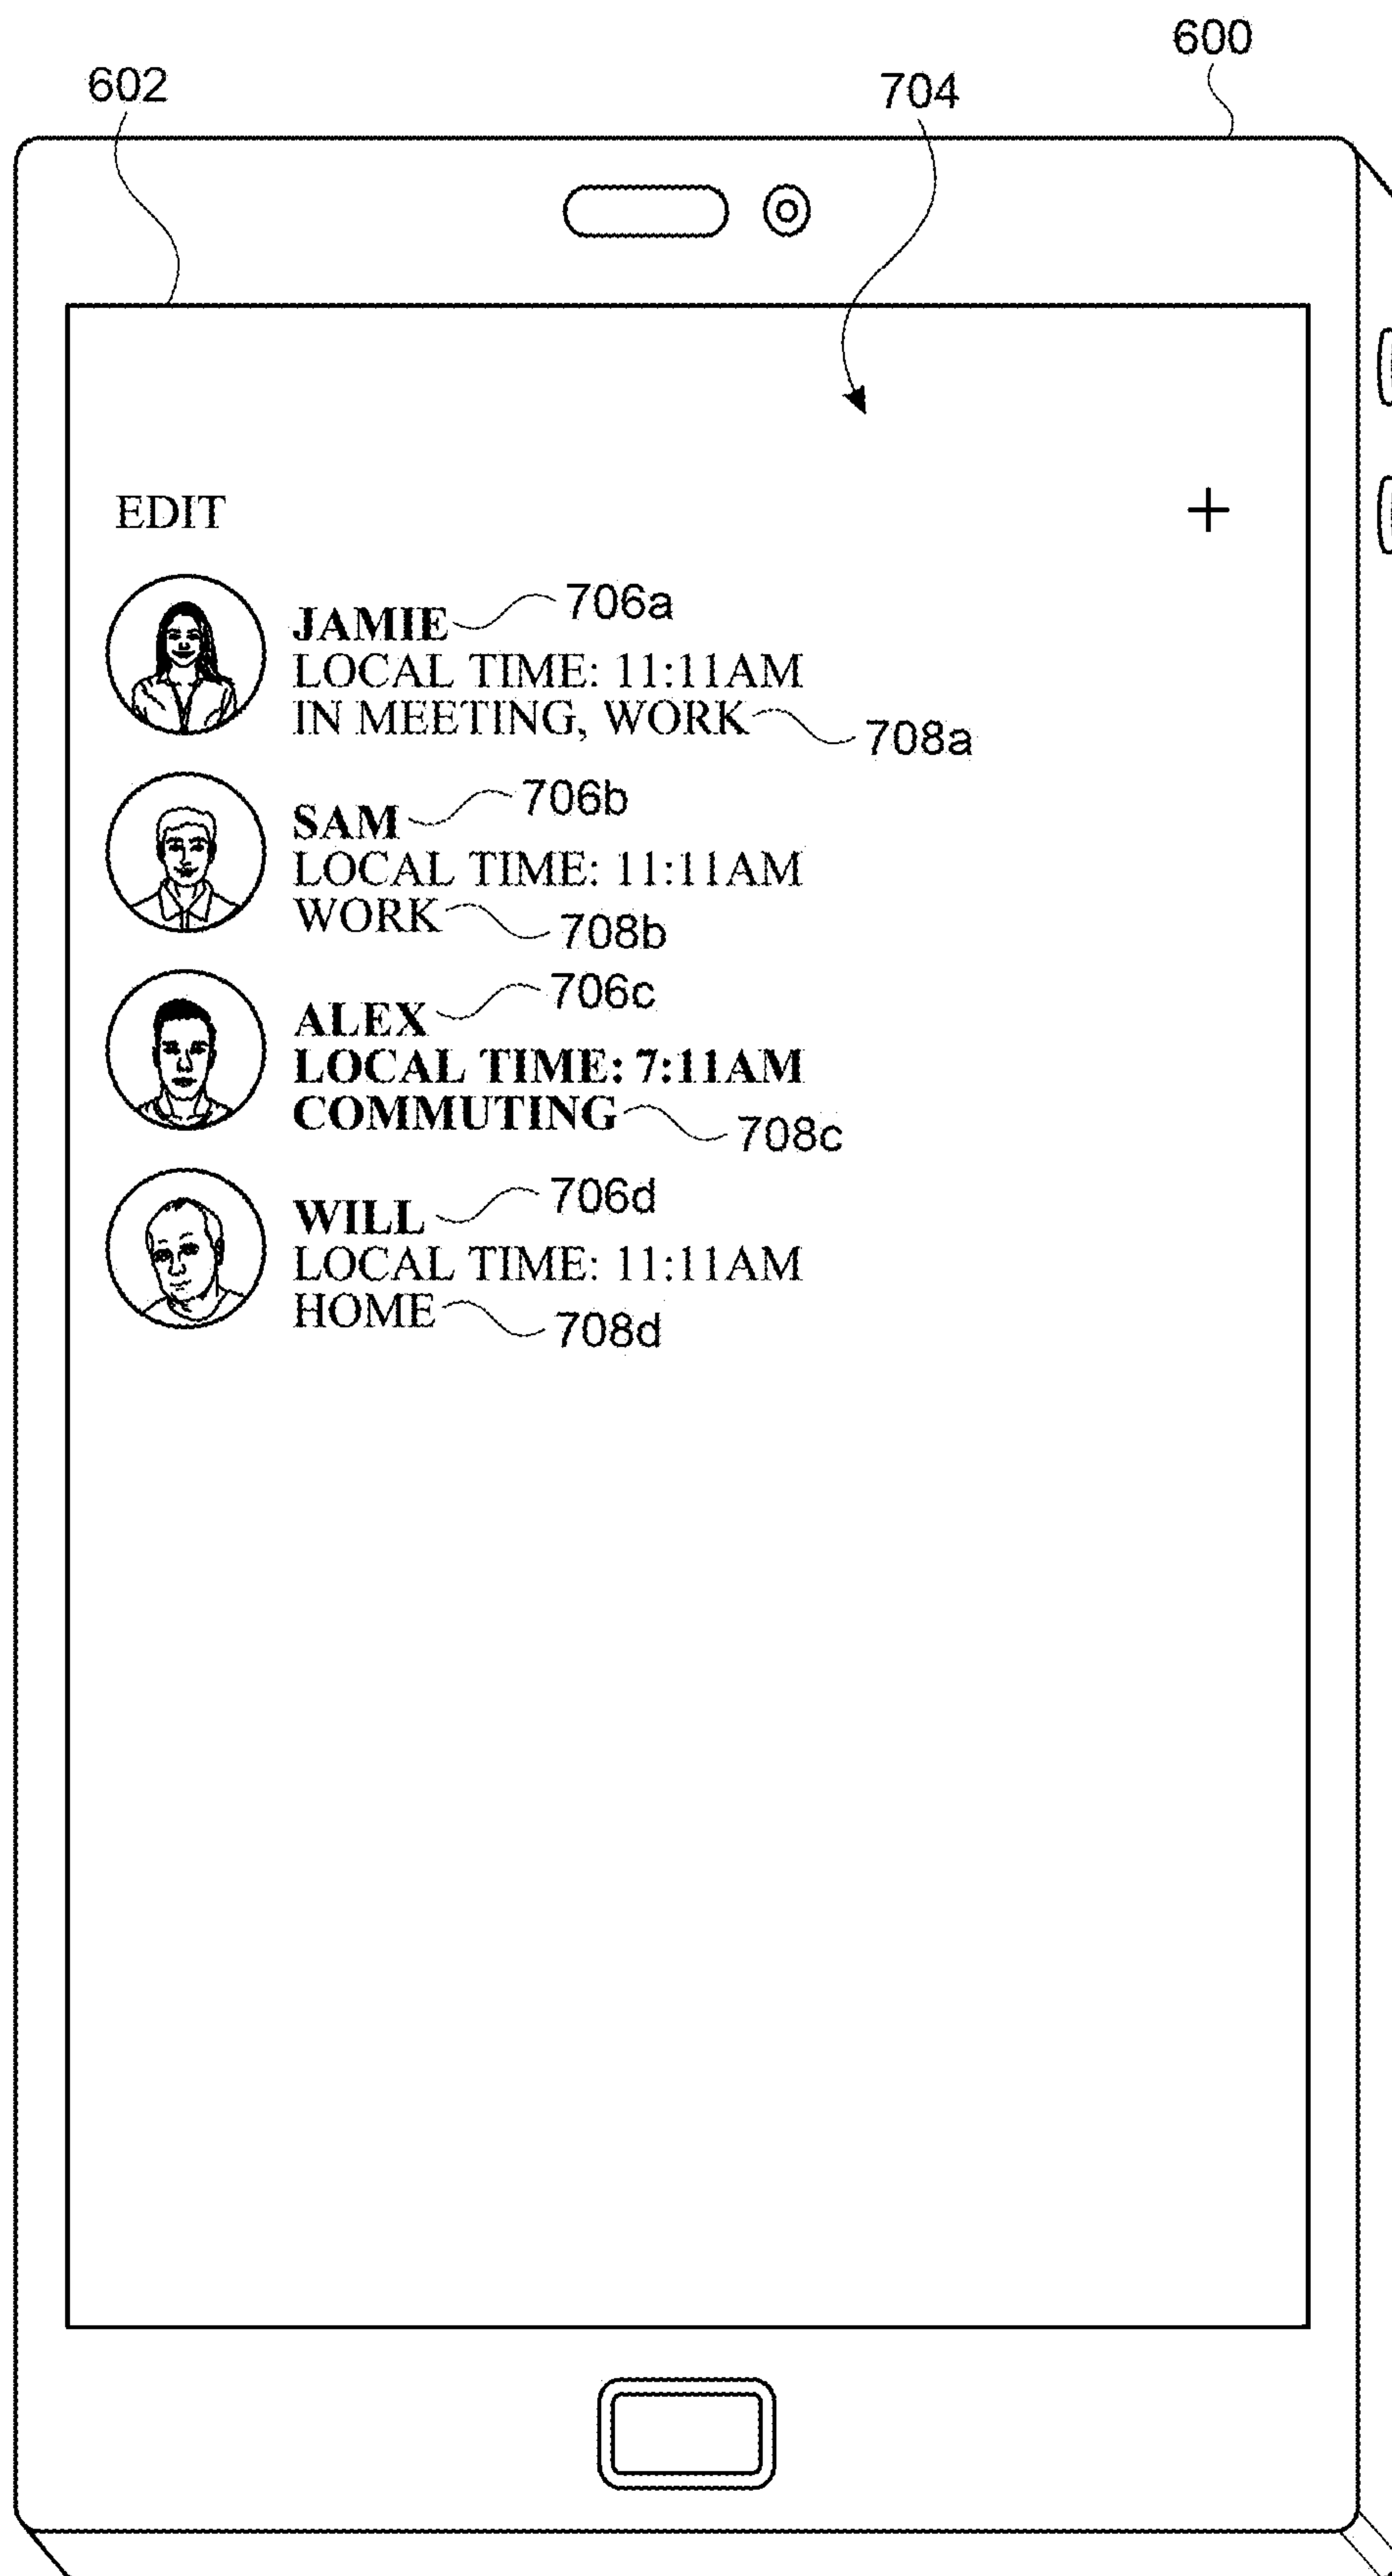 600
602
704
EDIT +
JAMIE 706a
LOCAL TIME: 11:11AM
IN MEETING, WORK 708a
SAM 706b
LOCAL TIME: 11:11AM
WORK 708b
ALEX 706c
LOCAL TIME: 7:11AM
COMMUTING 708c
WILL 706d
LOCAL TIME: 11:11AM
HOME 708d